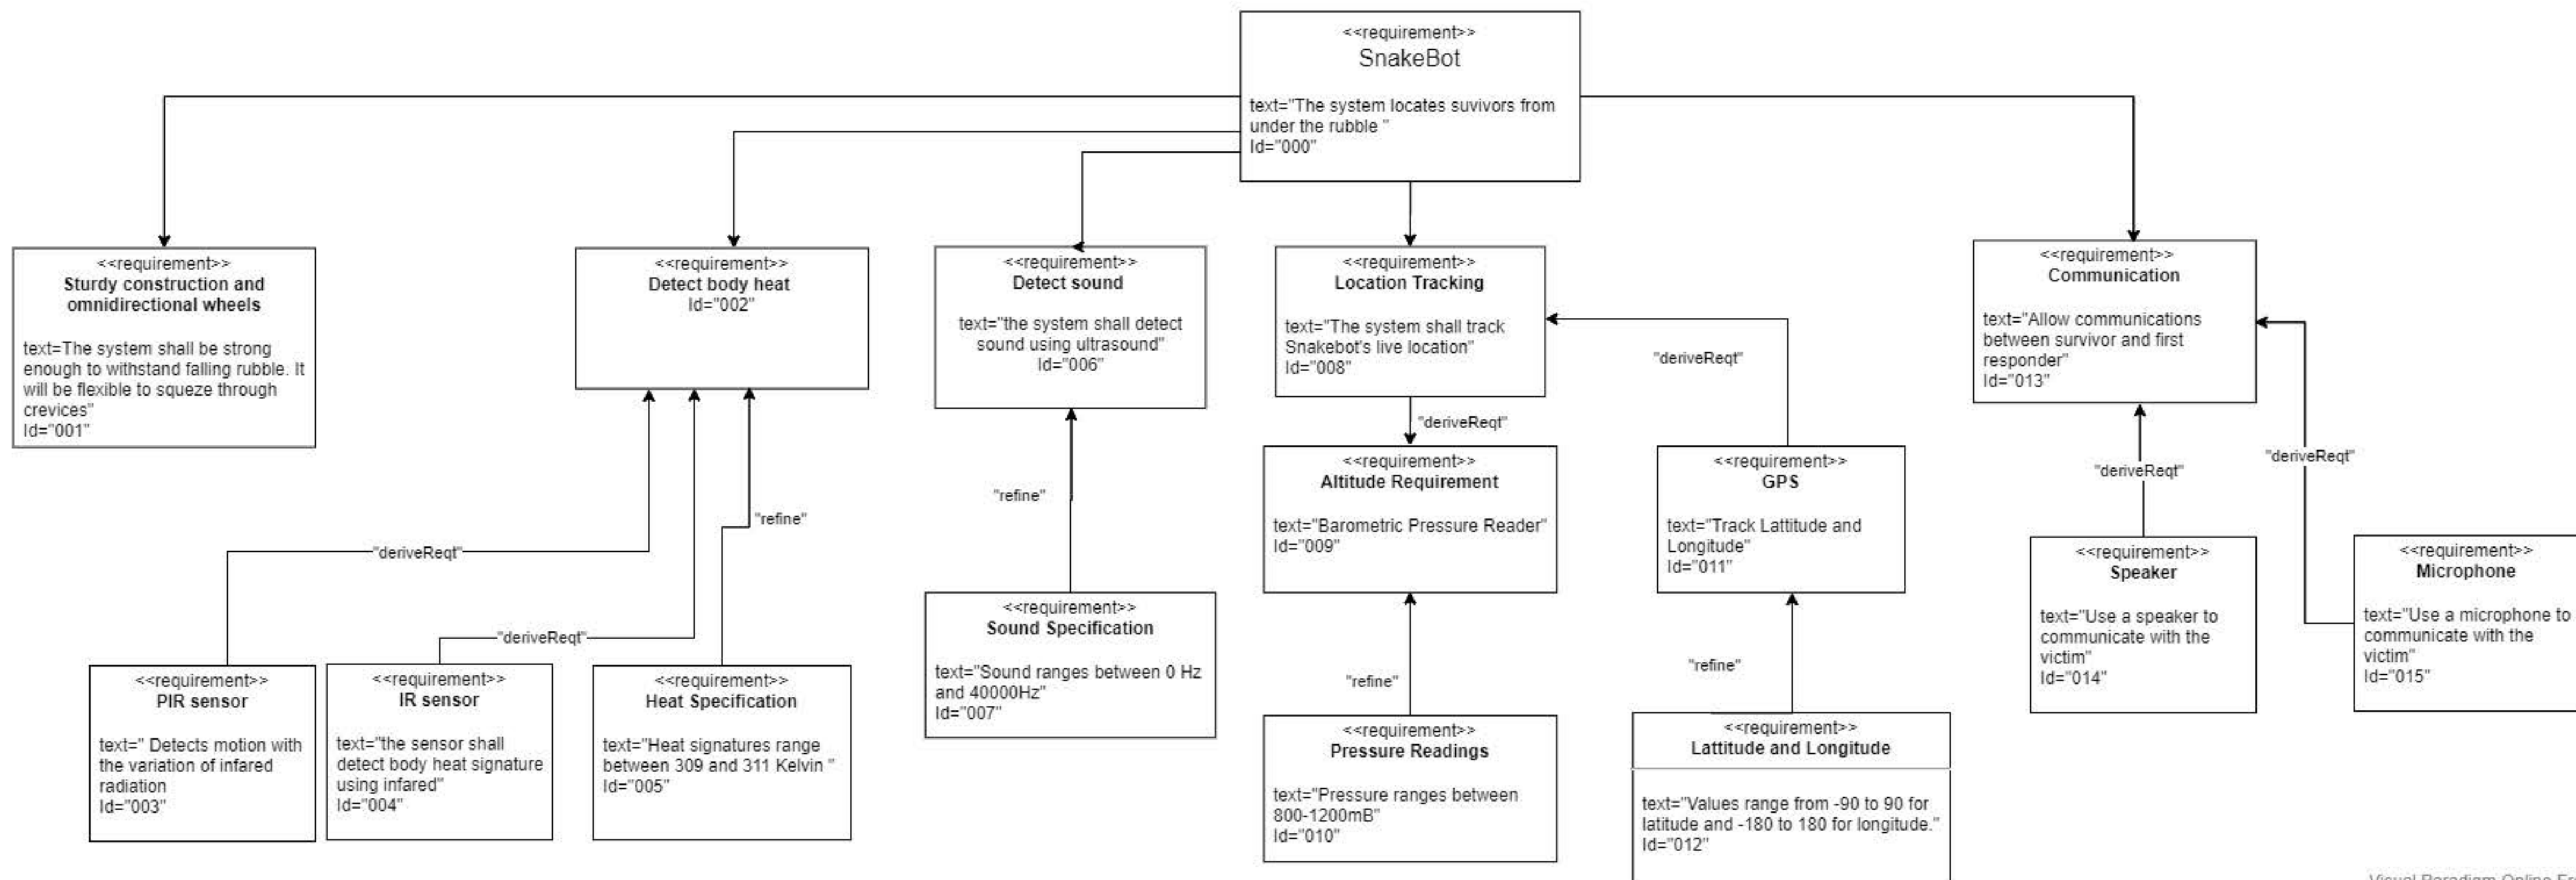 <<requirement>>
SnakeBot
text="The system locates suvivors from
under the rubble "
Id="000"
<<requirement>>
Sturdy construction and
omnidirectional wheels
text=The system shall be strong
enough to withstand falling rubble. It
will be flexible to squeze through
crevices"
Id="001"
<<requirement>>
Detect body heat
Id="002"
<<requirement>>
Detect sound
text="the system shall detect
sound using ultrasound"
Id="006"
<<requirement>>
Location Tracking
text="The system shall track
Snakebot's live location"
Id="008"
<<requirement>>
Communication
text="Allow communications
between survivor and first
responder"
Id="013"
"deriveReqt"
"deriveReqt"
"refine"
"refine"
"deriveReqt"
"deriveReqt"
"deriveReqt"
"deriveReqt"
<<requirement>>
Altitude Requirement
text="Barometric Pressure Reader"
Id="009"
<<requirement>>
GPS
text="Track Lattitude and
Longitude"
Id="011"
<<requirement>>
Speaker
text="Use a speaker to
communicate with the
victim"
Id="014"
<<requirement>>
Microphone
text="Use a microphone to
communicate with the
victim"
Id="015"
<<requirement>>
Sound Specification
text="Sound ranges between 0 Hz
and 40000Hz"
Id="007"
<<requirement>>
PIR sensor
text=" Detects motion with
the variation of infared
radiation
Id="003"
<<requirement>>
IR sensor
text="the sensor shall
detect body heat signature
using infared"
Id="004"
<<requirement>>
Heat Specification
text="Heat signatures range
between 309 and 311 Kelvin "
Id="005"
"refine"
"refine"
<<requirement>>
Pressure Readings
text="Pressure ranges between
800-1200mB"
Id="010"
<<requirement>>
Lattitude and Longitude
text="Values range from -90 to 90 for
latitude and -180 to 180 for longitude."
Id="012"
Visual Paradigm Online